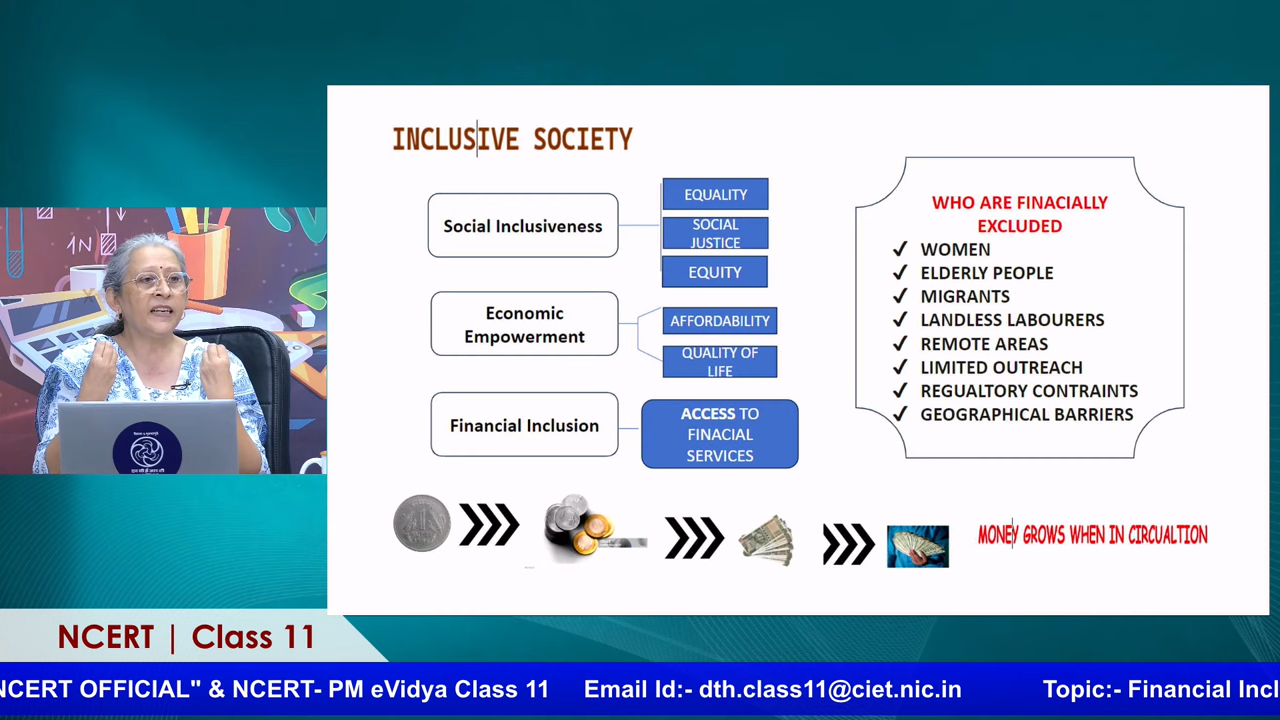 INCLUSIVE SOCIETY
Social Inclusiveness
EQUALITY
SOCIAL
JUSTICE
EQUITY
Economic
Empowerment
AFFORDABILITY
QUALITY OF
LIFE
Financial Inclusion
ACCESS TO
FINACIAL
SERVICES
WHO ARE FINACIALLY
EXCLUDED
✓ WOMEN
✓ ELDERLY PEOPLE
✓ MIGRANTS
✓ LANDLESS LABOURERS
✓ REMOTE AREAS
✓ LIMITED OUTREACH
✓ REGUALTORY CONTRAINTS
✓ GEOGRAPHICAL BARRIERS
MONEY GROWS WHEN IN CIRCUALTION
1N
NCERT | Class 11
NCERT OFFICIAL" & NCERT- PM eVidya Class 11 Email Id:- dth.class11@ciet.nic.in Topic:- Financial Incl